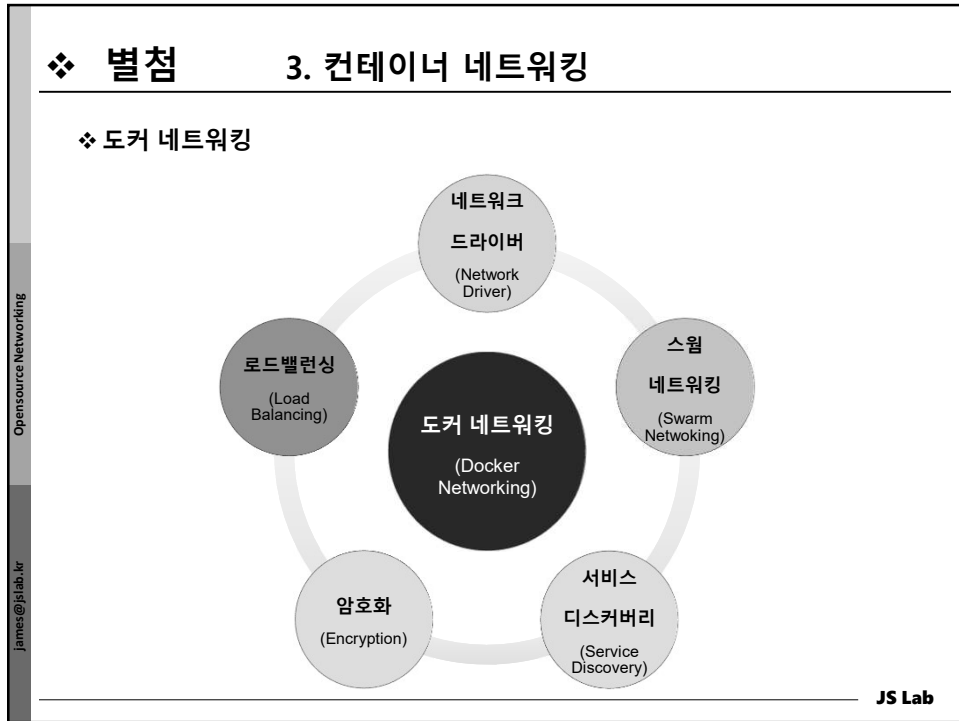 ❖ 별첨 3. 컨테이너 네트워킹
❖ 도커 네트워킹
네트워크
드라이버
(Network
Driver)
스웜
네트워킹
(Swarm
Netwoking)
서비스
디스커버리
(Service
Discovery)
암호화
(Encryption)
로드밸런싱
(Load
Balancing)
도커 네트워킹
(Docker
Networking)
Opensource Networking
james@jslab.kr
JS Lab